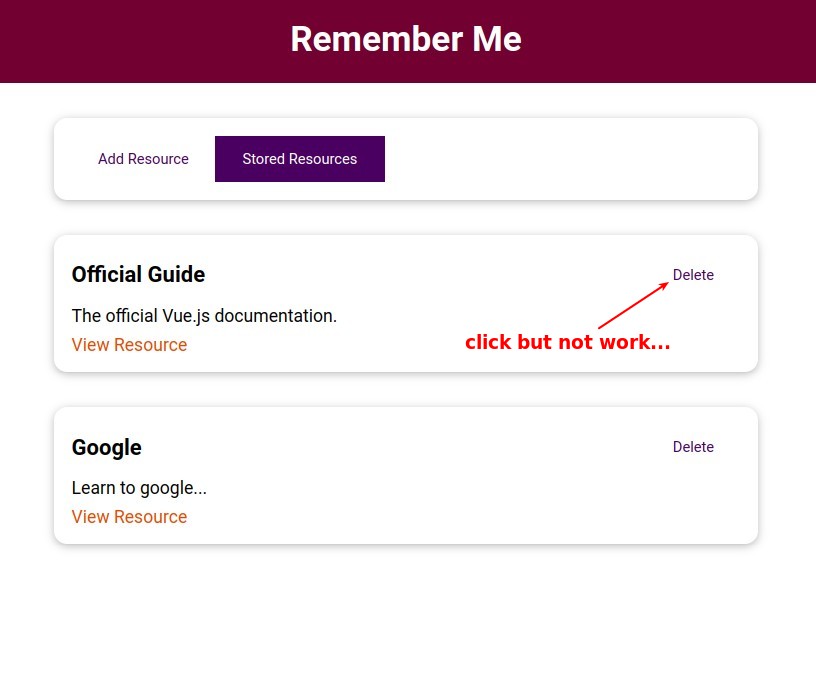 Remember Me
Add Resource
Stored Resources
Official Guide
Delete
The official Vue.js documentation.
click but not work...
View Resource
Google
Delete
Learn to google...
View Resource